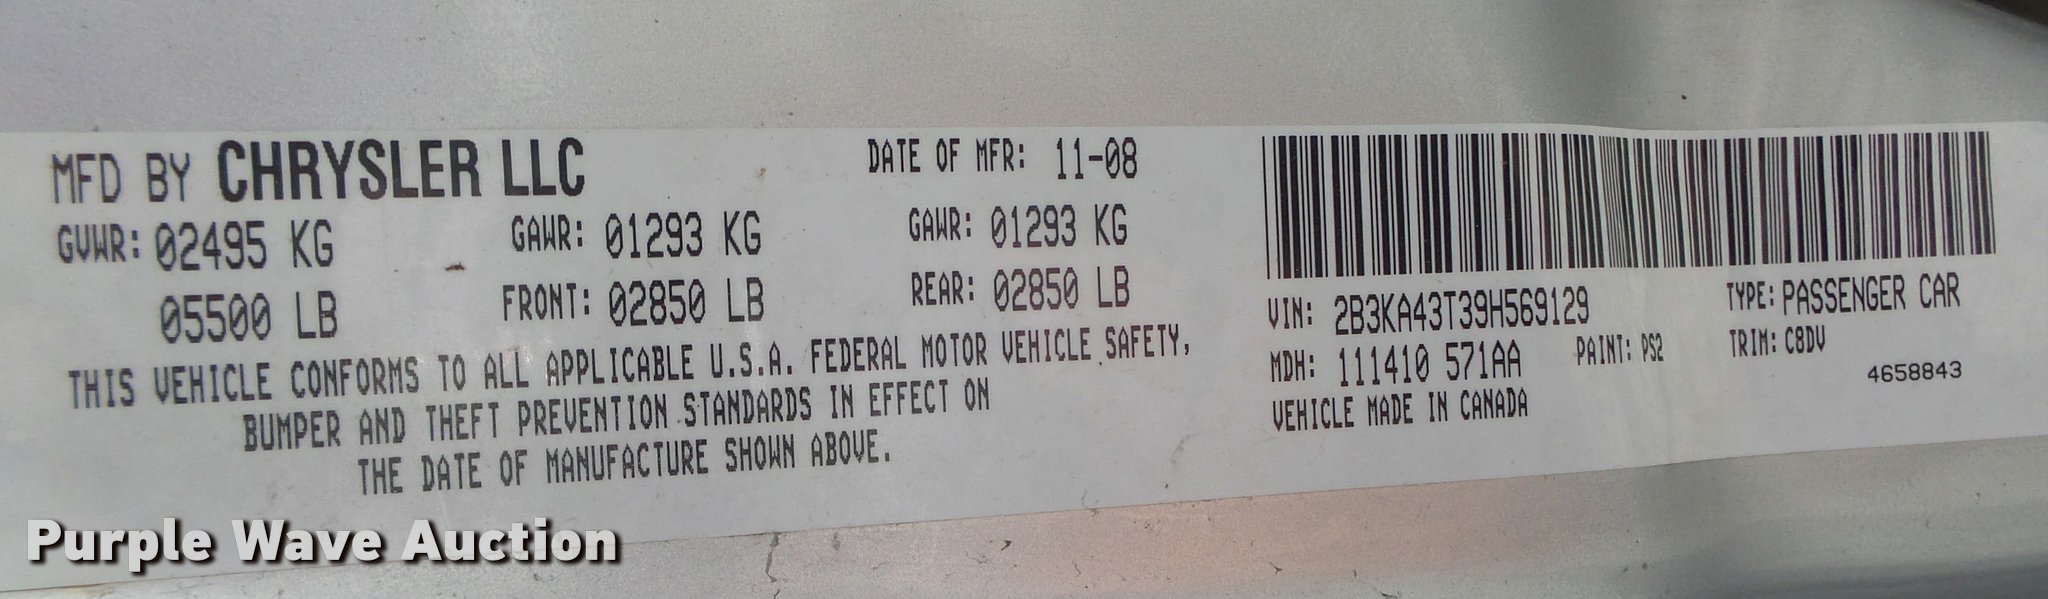 MFD BY CHRYSLER LLC
DATE OF MFR: 11-08
GVWR: 02495 KG
GAWR: 01293 KG
GAWR: 01293 KG
05500 LB
FRONT: 02850 LB
REAR: 02850 LB
THIS VEHICLE CONFORMS TO ALL APPLICABLE U.S.A. FEDERAL MOTOR VEHICLE SAFETY,
BUMPER AND THEFT PREVENTION STANDARDS IN EFFECT ON
THE DATE OF MANUFACTURE SHOWN ABOVE.
VIN: 2B3KA43T39H569129
TYPE: PASSENGER CAR
MDH: 111410 571AA
PAINT: PS2
TRIM: C8DV
VEHICLE MADE IN CANADA
4658843
Purple Wave Auction